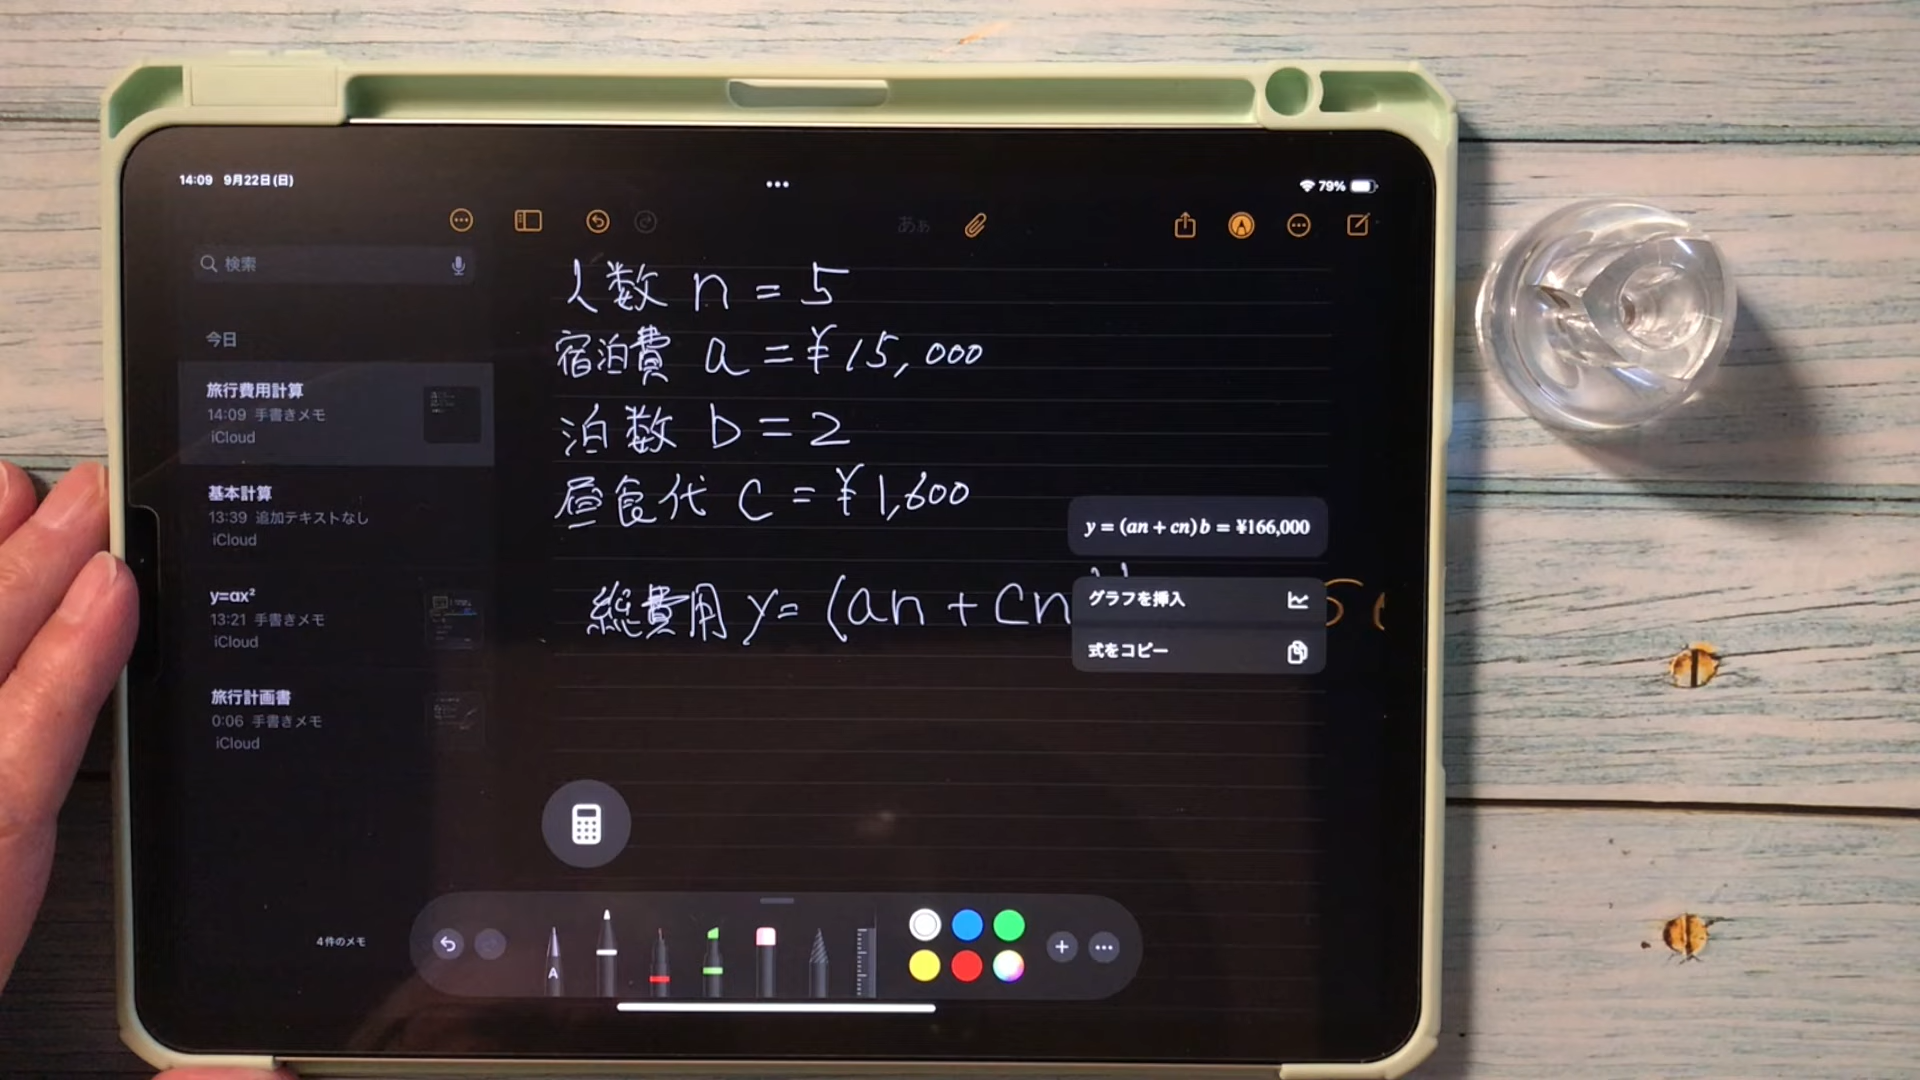 14:09 9月22日(日)
79%
あぁ
検索
今日
旅行費用計算
14:09 手書きメモ
iCloud
基本計算
13:39 追加テキストなし
iCloud
y=ax²
13:21 手書きメモ
iCloud
旅行計画書
0:06 手書きメモ
iCloud
4件のメモ
人数 n = 5
宿泊費 a = ¥15,000
泊数 b = 2
昼食代 c = ¥1,600
y = (an + cn) b = ¥166,000
総費用 y = (an + cn
グラフを挿入
式をコピー
A